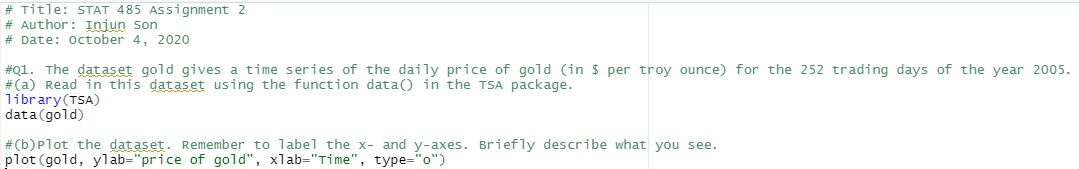 # Title: STAT 485 Assignment 2
# Author: Injun Son
# Date: October 4, 2020
#Q1. The dataset gold gives a time series of the daily price of gold (in $ per troy ounce) for the 252 trading days of the year 2005.
#(a) Read in this dataset using the function data() in the TSA package.
library(TSA)
data(gold)
#(b)Plot the dataset. Remember to label the x- and y-axes. Briefly describe what you see.
plot(gold, ylab="price of gold", xlab="Time", type="o")